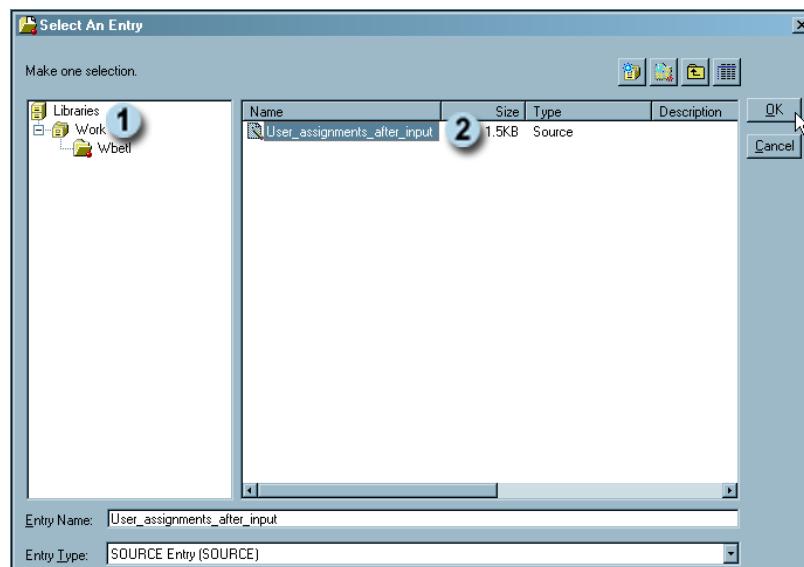 Select An Entry
Make one selection.
Libraries
Work
Wbetl
1
Name Size Type Description
User_assignments_after_input 2 1.5KB Source
OK
Cancel
Entry Name: User_assignments_after_input
Entry Type: SOURCE Entry (SOURCE)